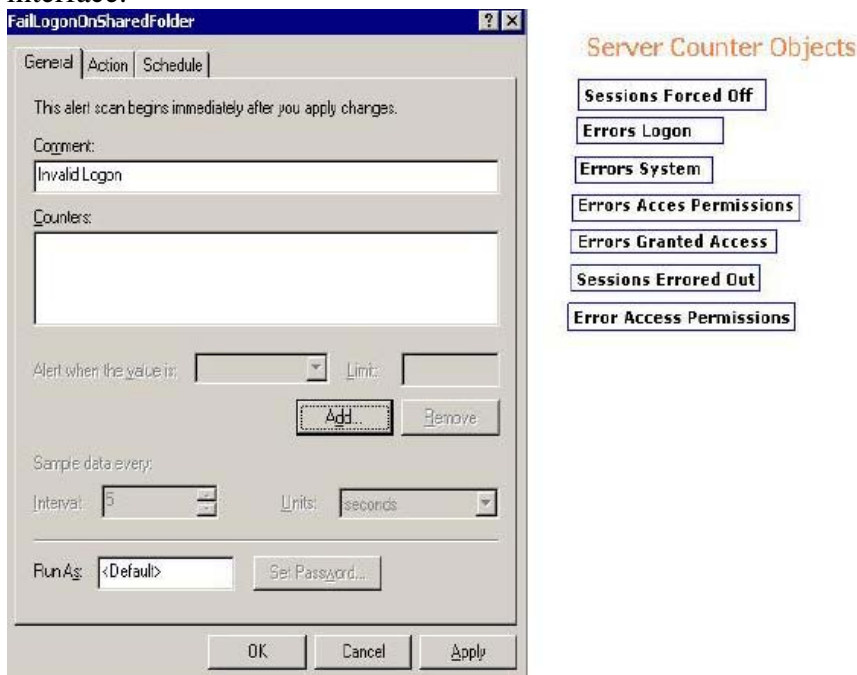 interface.
FailLogonOnSharedFolder
General Action Schedule
This alert scan begins immediately after you apply changes.
Comment:
Invalid Logon
Counters:
Alert when the value is: Limit:
Add... Remove
Sample data every:
Interval: 5 Units: seconds
Run As: <Default> Set Password...
OK Cancel Apply
Server Counter Objects
Sessions Forced Off
Errors Logon
Errors System
Errors Acces Permissions
Errors Granted Access
Sessions Errored Out
Error Access Permissions